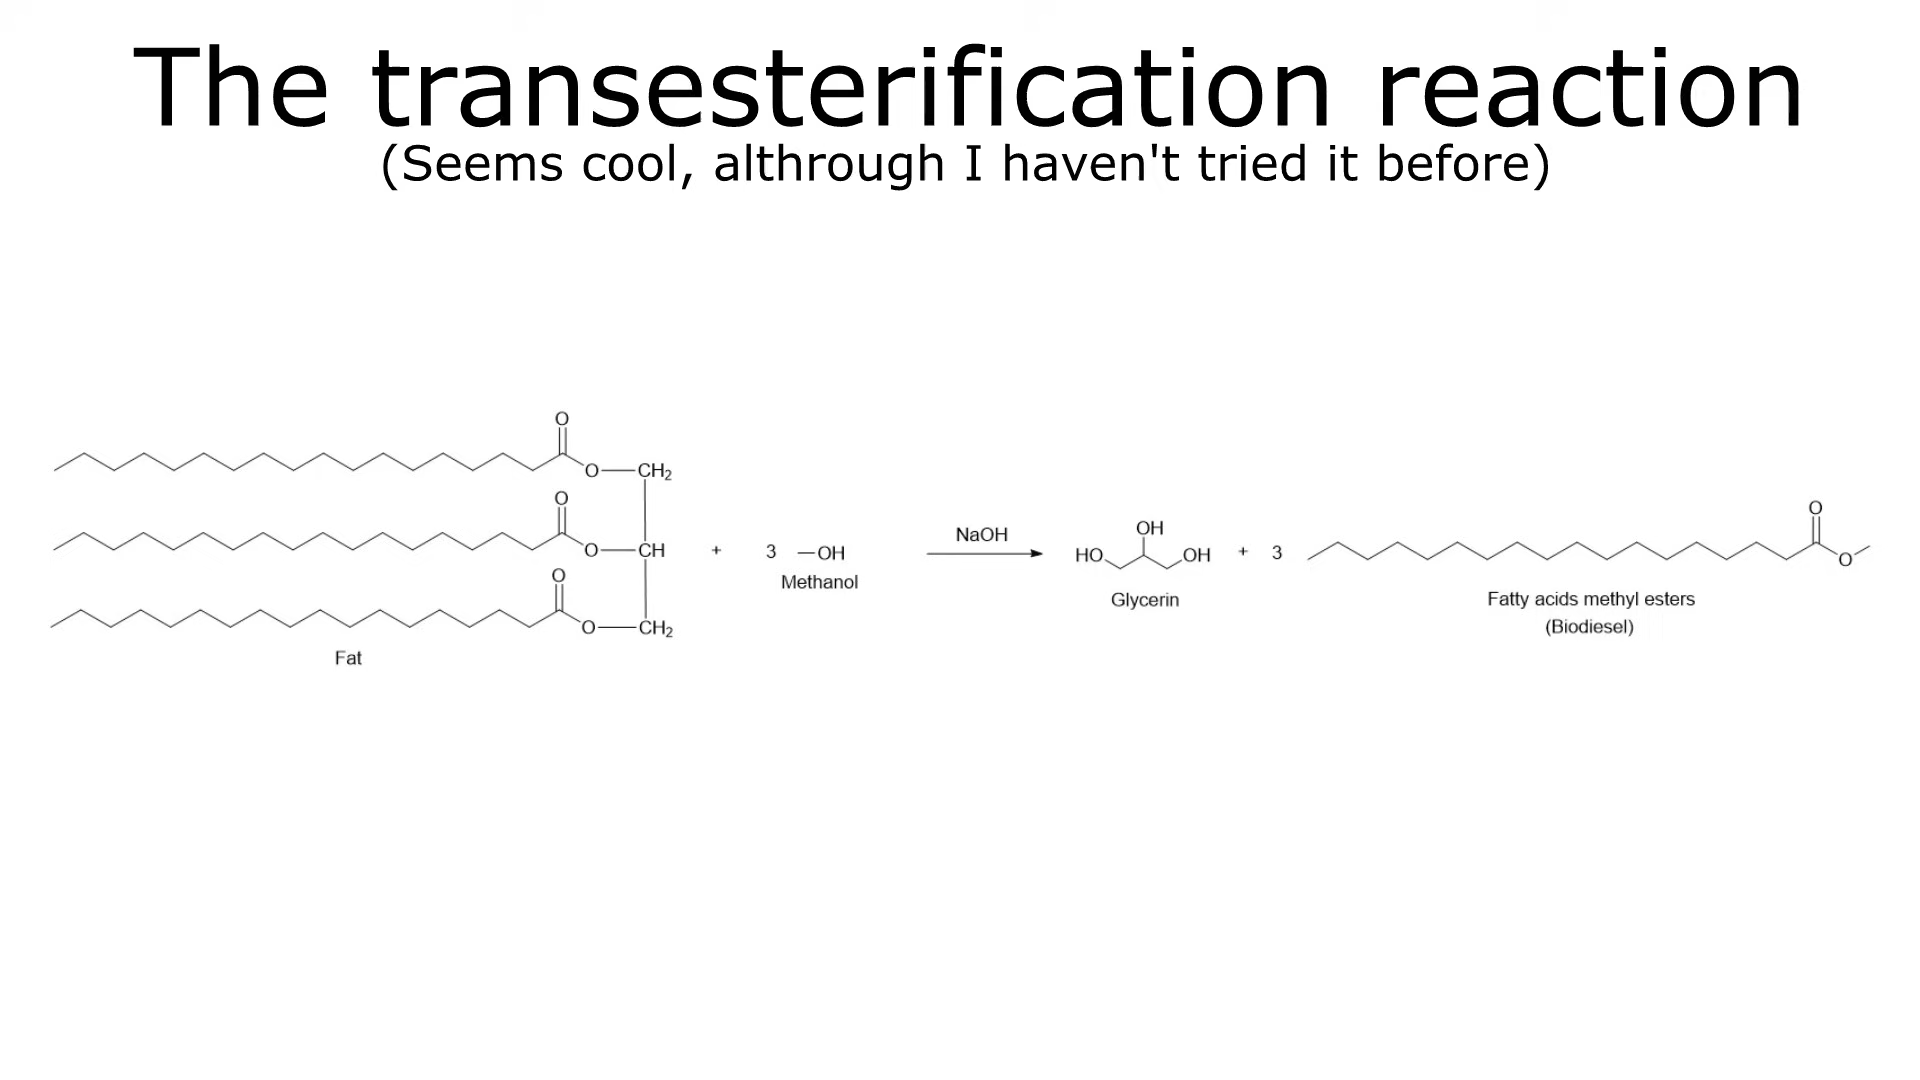 The transesterification reaction
(Seems cool, althrough I haven't tried it before)
O
O CH₂
O
O CH + 3 —OH
Methanol
O
O CH₂
Fat
NaOH
OH
HO OH
Glycerin
+ 3
O
O
Fatty acids methyl esters
(Biodiesel)